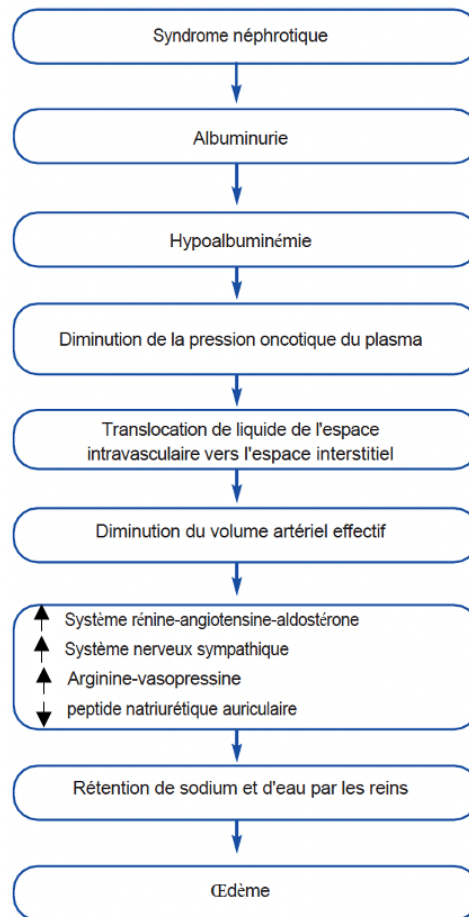 Syndrome néphrotique
Albuminurie
Hypoalbuminémie
Diminution de la pression oncotique du plasma
Translocation de liquide de l'espace
intravasculaire vers l'espace interstitiel
Diminution du volume artériel effectif
Système rénine-angiotensine-aldostérone
Système nerveux sympathique
Arginine-vasopressine
peptide natriurétique auriculaire
Rétention de sodium et d'eau par les reins
Œdème